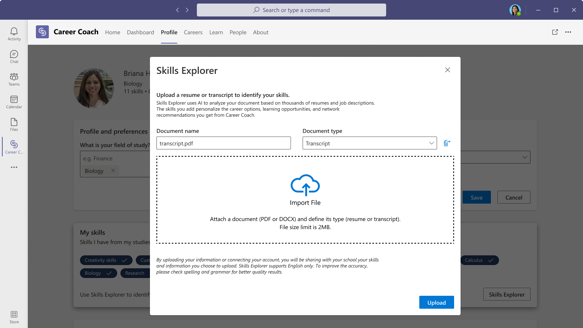 Search or type a command
Activity
Chat
Teams
Calendar
Files
Career C...
Store
Career Coach
Home
Dashboard
Profile
Careers
Learn
People
About
Briana H
Biology
11 skills •
Profile and preferences
What is your field of study?
e.g. Finance
Biology
Save
Cancel
My skills
Skills I have from my studies
Creativity skills
Biology
Research
Calculus
Use Skills Explorer to identify
Skills Explorer
Skills Explorer
Upload a resume or transcript to identify your skills.
Skills Explorer uses AI to analyze your document based on thousands of resumes and job descriptions.
The skills you add personalize the career options, learning opportunities, and network
recommendations you get from Career Coach.
Document name
Document type
transcript.pdf
Transcript
Import File
Attach a document (PDF or DOCX) and define its type (resume or transcript).
File size limit is 2MB.
By uploading your information or connecting your account, you will be sharing with your school your skills
and information you choose to upload. Skills Explorer supports English only. To improve the accuracy,
please check spelling and grammar for better quality results.
Upload